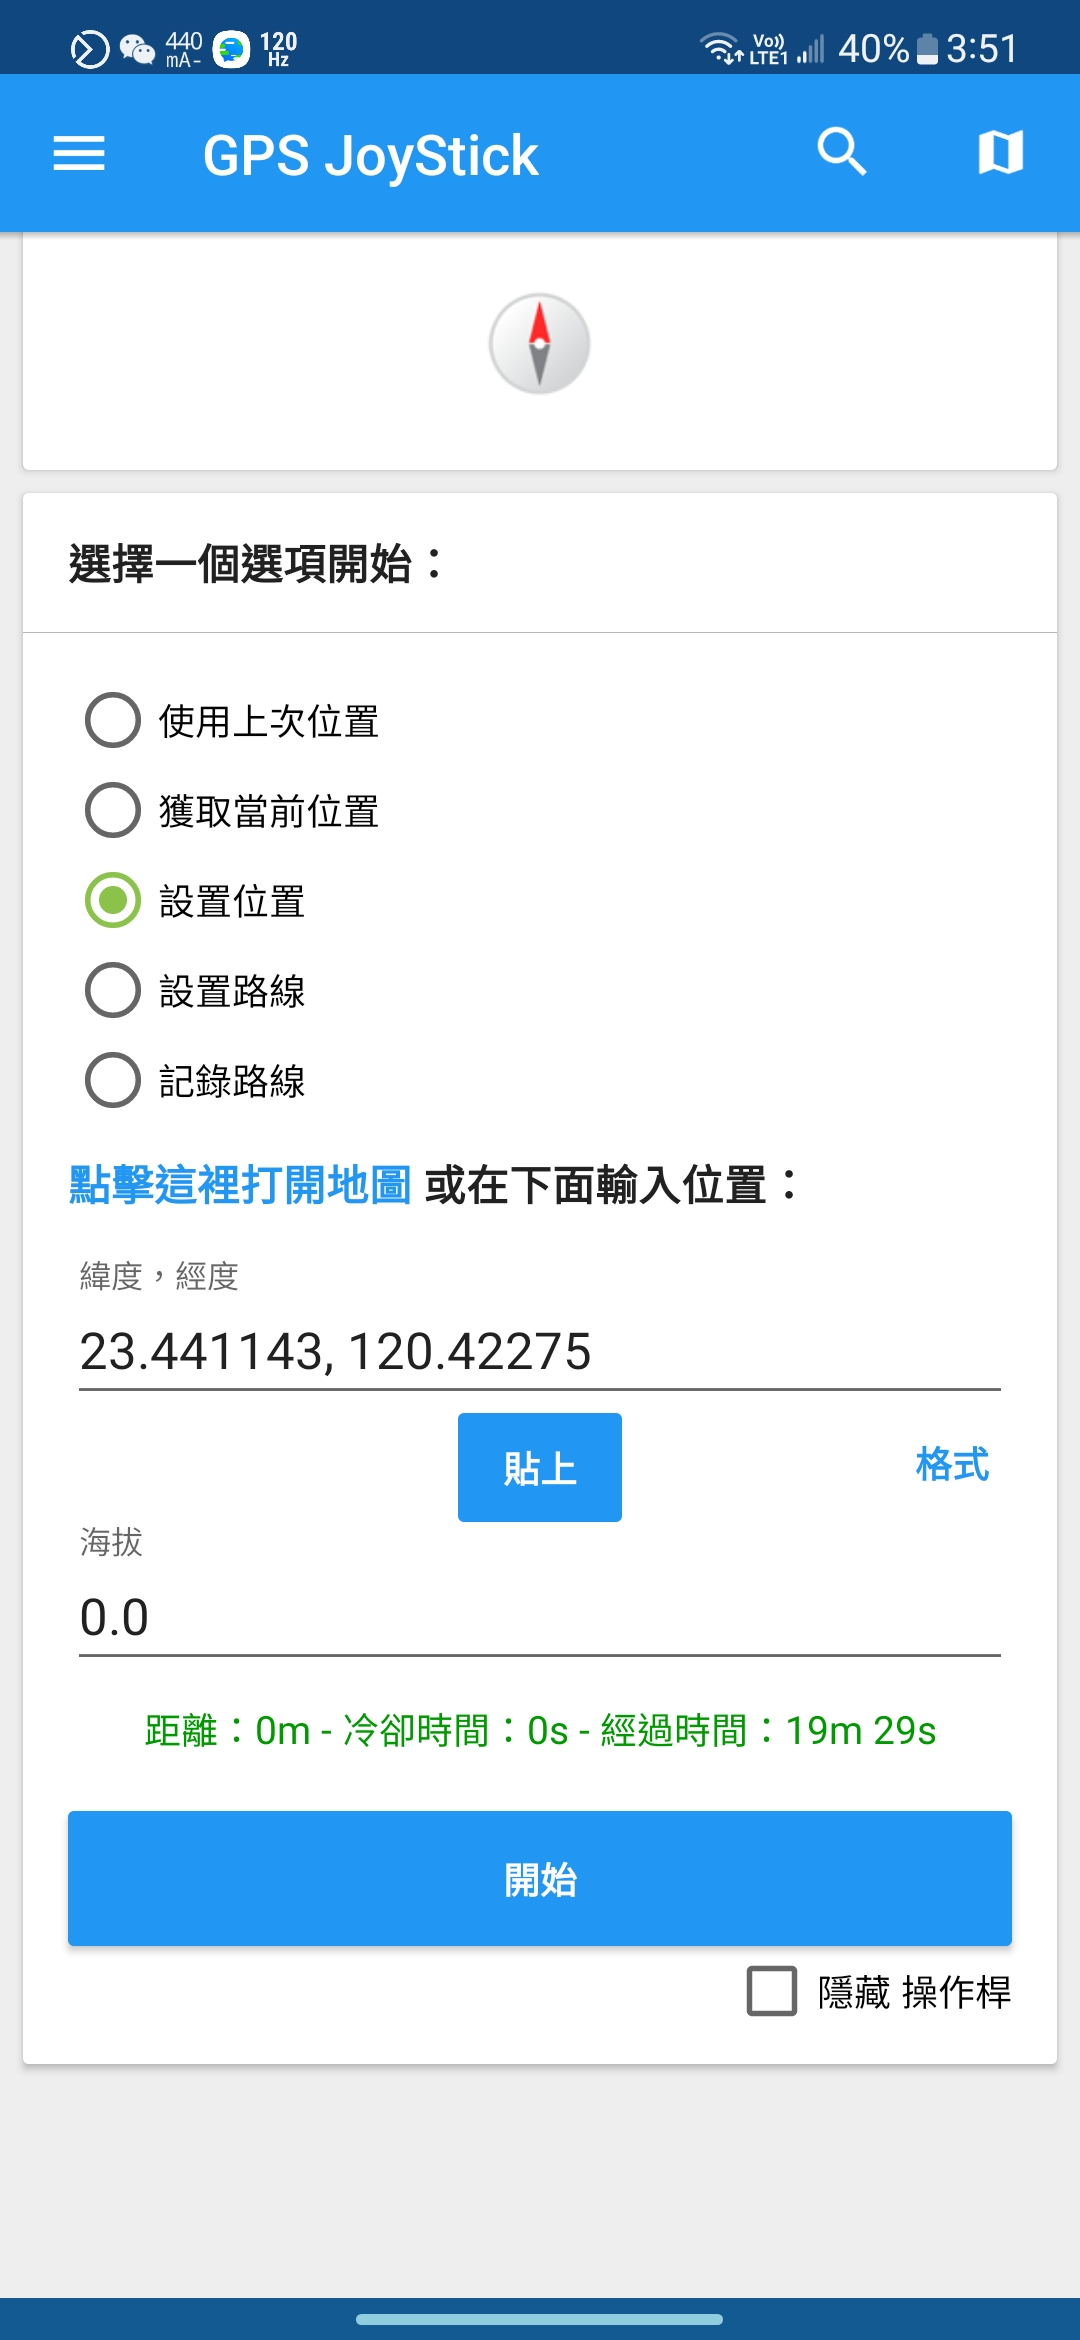 440
mA-
120
Hz
Vo))
LTE1
40%
3:51
GPS JoyStick
選擇一個選項開始：
使用上次位置
獲取當前位置
設置位置
設置路線
記錄路線
點擊這裡打開地圖 或在下面輸入位置：
緯度，經度
23.441143, 120.42275
貼上
格式
海拔
0.0
距離：0m - 冷卻時間：0s - 經過時間：19m 29s
開始
隱藏 操作桿